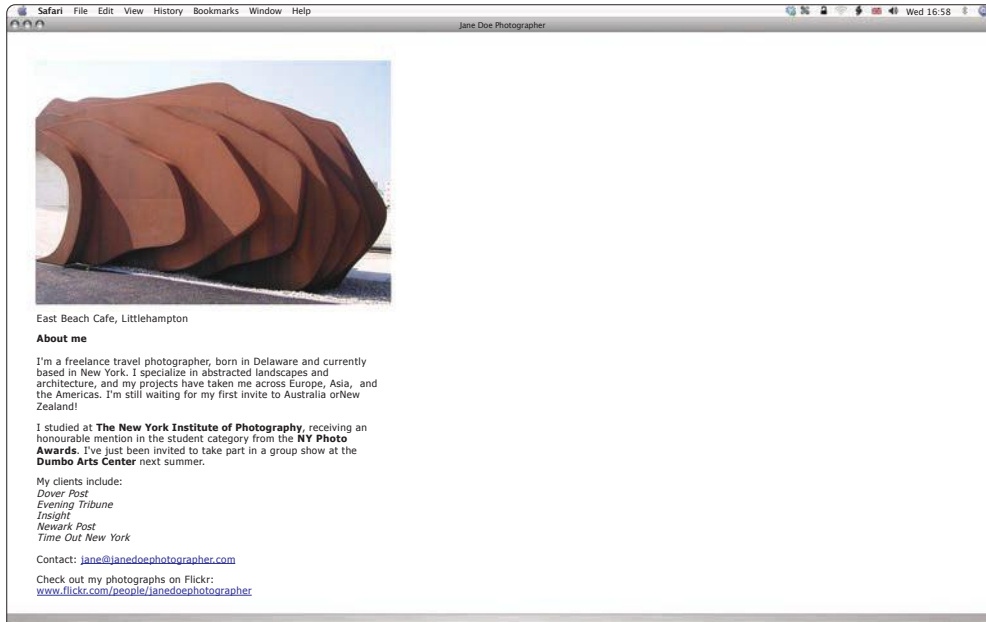 Safari File Edit View History Bookmarks Window Help
Wed 16:58
Jane Doe Photographer
East Beach Cafe, Littlehampton
About me
I'm a freelance travel photographer, born in Delaware and currently
based in New York. I specialize in abstracted landscapes and
architecture, and my projects have taken me across Europe, Asia, and
the Americas. I'm still waiting for my first invite to Australia orNew
Zealand!
I studied at The New York Institute of Photography, receiving an
honourable mention in the student category from the NY Photo
Awards. I've just been invited to take part in a group show at the
Dumbo Arts Center next summer.
My clients include:
Dover Post
Evening Tribune
Insight
Newark Post
Time Out New York
Contact: jane@janedoephotographer.com
Check out my photographs on Flickr:
www.flickr.com/people/janedoephotographer